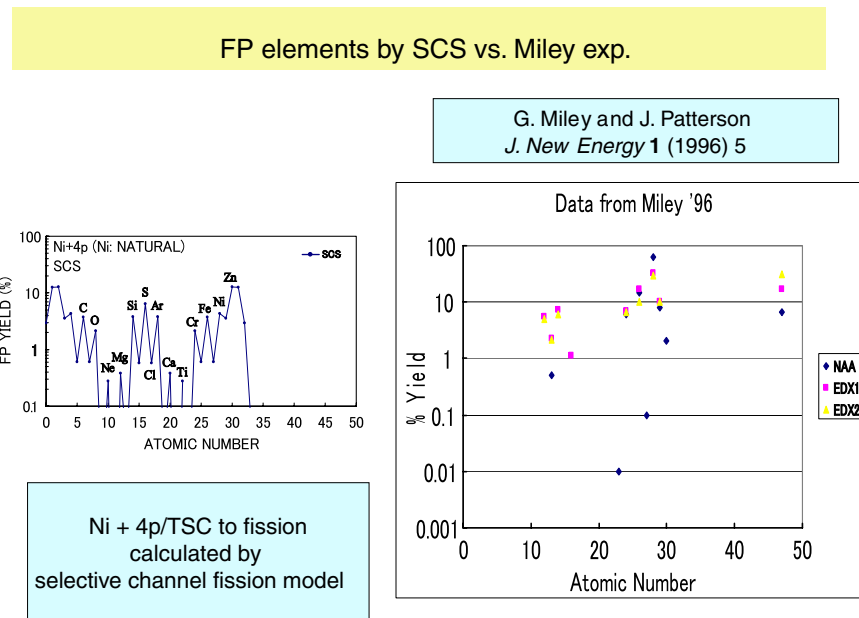 FP elements by SCS vs. Miley exp.
G. Miley and J. Patterson
J. New Energy 1 (1996) 5
Ni+4p (Ni: NATURAL)
SCS
SCS
FP YIELD (%)
100
10
1
0.1
C
O
Ne
Mg
Si
S
Cl
Ar
Ca
Ti
Cr
Fe
Ni
Zn
0 5 10 15 20 25 30 35 40 45 50
ATOMIC NUMBER
Ni + 4p/TSC to fission
calculated by
selective channel fission model
Data from Miley '96
% Yield
100
10
1
0.1
0.01
0.001
0 10 20 30 40 50
Atomic Number
NAA
EDX1
EDX2